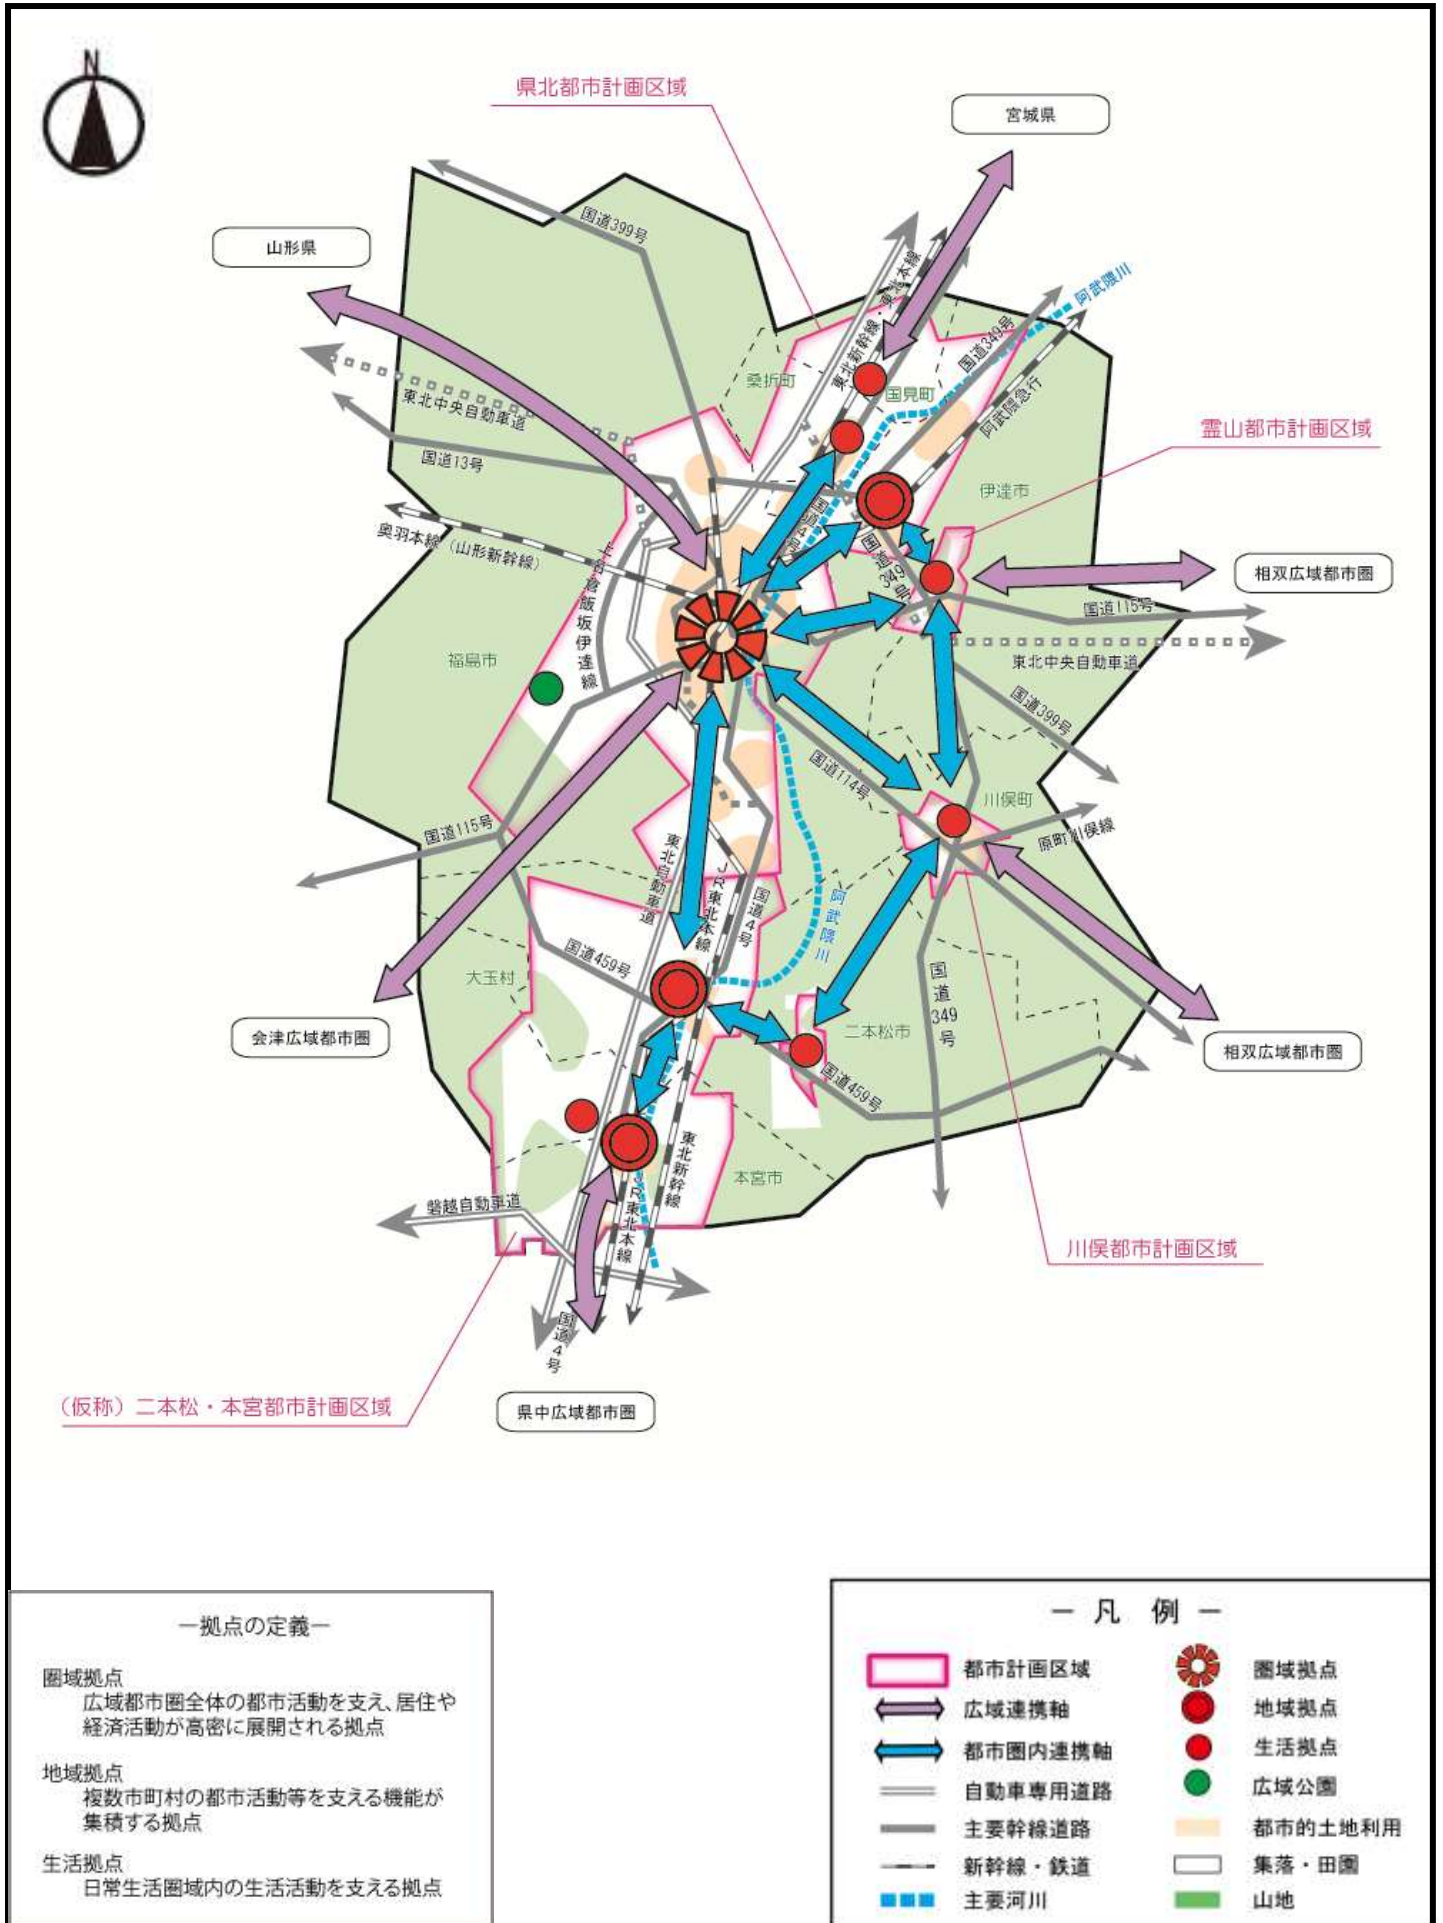 N
県北都市計画区域
宮城県
山形県
国道399号
東北新幹線・東北本線
阿武隈川
国道349号
桑折町
国見町
阿武隈急行
東北中央自動車道
国道13号
霊山都市計画区域
伊達市
奥羽本線（山形新幹線）
上名倉飯坂伊達線
国道4号
国道349号
相双広域都市圏
国道115号
東北中央自動車道
福島市
国道399号
国道114号
川俣町
原町川俣線
国道115号
東北自動車道
JR東北本線
国道4号
阿武隈川
国道459号
大玉村
会津広域都市圏
二本松市
国道349号
相双広域都市圏
国道459号
本宮市
東北新幹線
磐越自動車道
JR東北本線
川俣都市計画区域
国道4号
（仮称）二本松・本宮都市計画区域
県中広域都市圏
―拠点の定義―
圏域拠点
広域都市圏全体の都市活動を支え、居住や
経済活動が高密に展開される拠点
地域拠点
複数市町村の都市活動等を支える機能が
集積する拠点
生活拠点
日常生活圏域内の生活活動を支える拠点
― 凡　例 ―
都市計画区域
広域連携軸
都市圏内連携軸
自動車専用道路
主要幹線道路
新幹線・鉄道
主要河川
圏域拠点
地域拠点
生活拠点
広域公園
都市的土地利用
集落・田園
山地